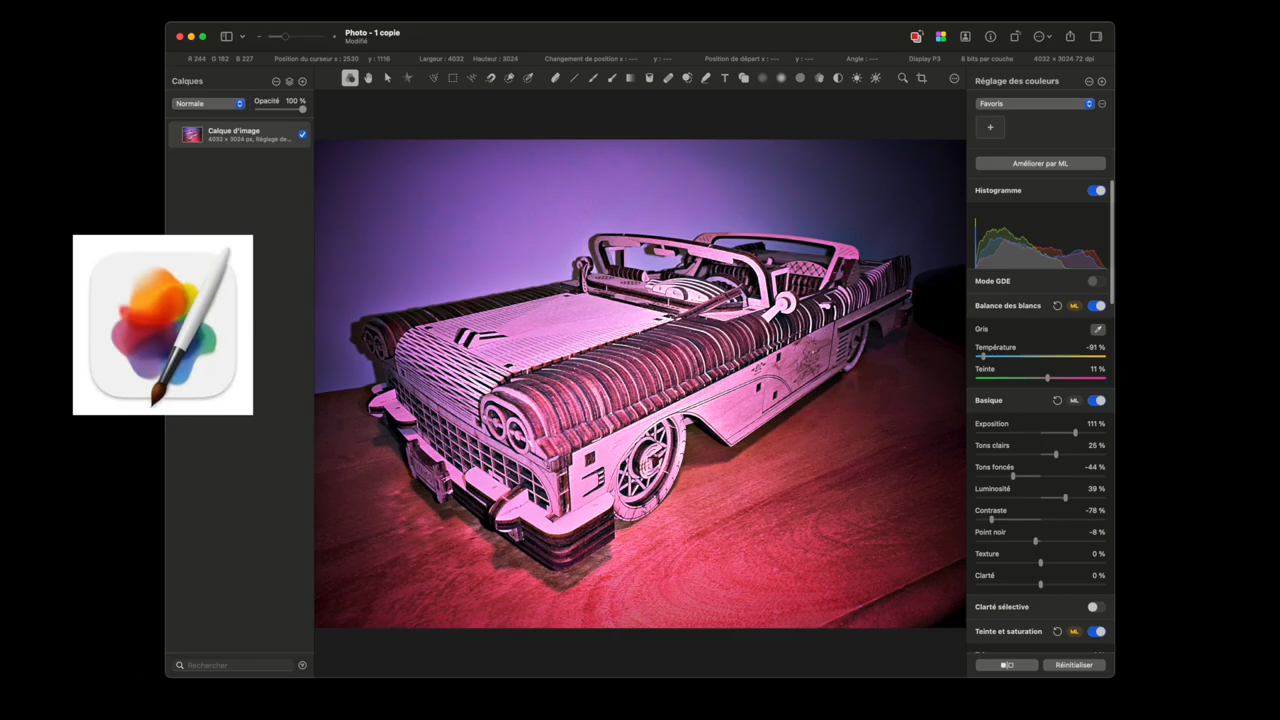 Photo - 1 copie
Modifié
R 244 G 182 B 227
Position du curseur x : 2530 y : 1116
Largeur : 4032 Hauteur : 3024
Changement de position x : --- y : ---
Position de départ x : --- y : ---
Angle : ---
Display P3
8 bits par couche
4032 × 3024 72 dpi
Calques
Normale
Opacité 100 %
Calque d'image
4032 × 3024 ps, Réglage de...
Rechercher
Réglage des couleurs
Favoris
+
Améliorer par ML
Histogramme
Mode GDE
Balance des blancs ML
Gris
Température -91 %
Teinte 11 %
Basique ML
Exposition 111 %
Tons clairs 25 %
Tons foncés -44 %
Luminosité 39 %
Contraste -78 %
Point noir -8 %
Texture 0 %
Clarté 0 %
Clarté sélective
Teinte et saturation ML
Réinitialiser